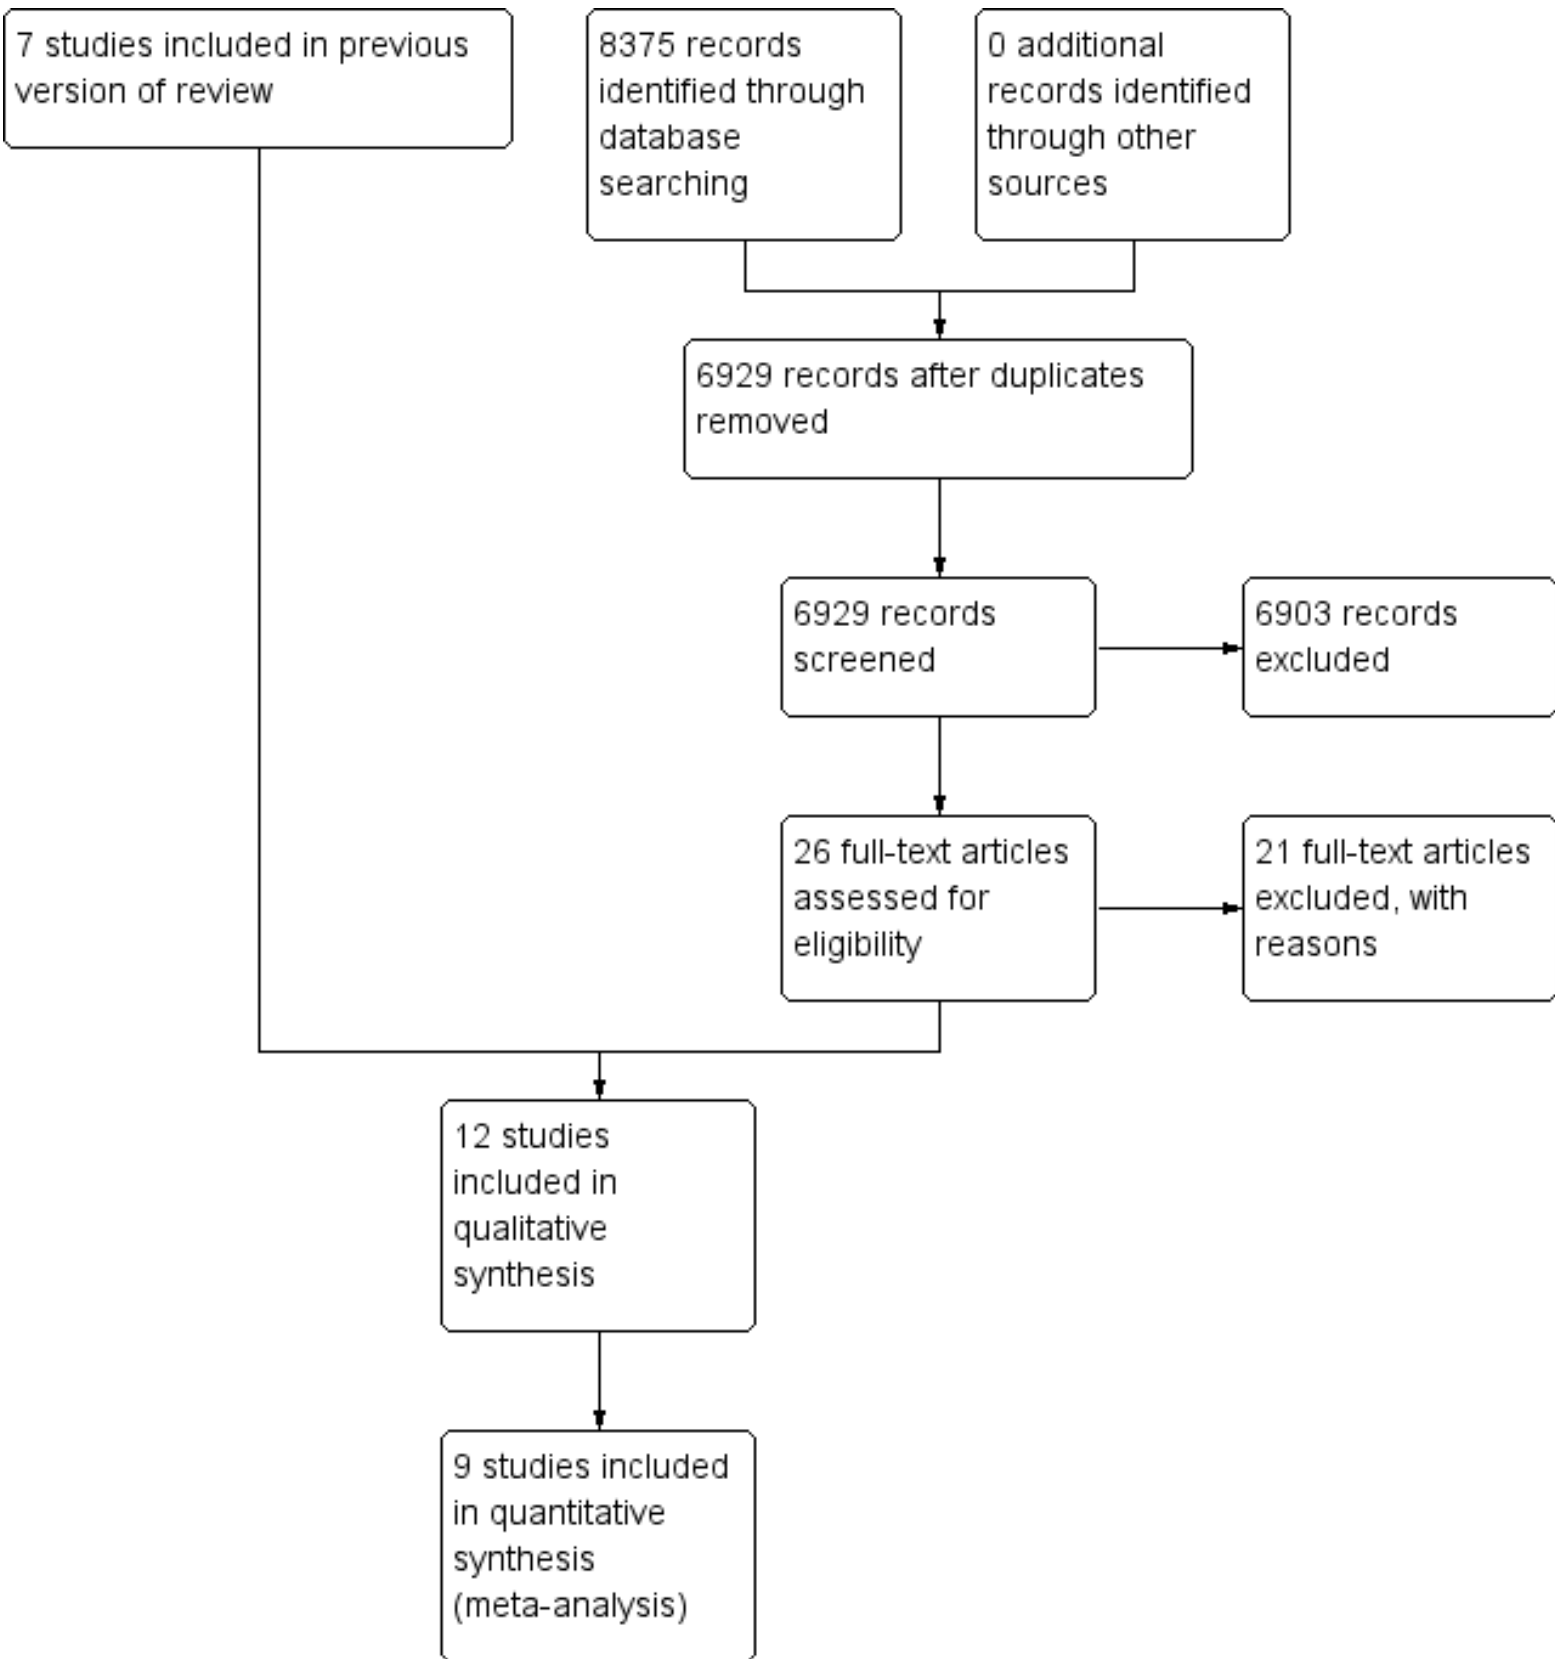 7 studies included in previous
version of review
8375 records
identified through
database
searching
0 additional
records identified
through other
sources
6929 records after duplicates
removed
6929 records
screened
6903 records
excluded
26 full-text articles
assessed for
eligibility
21 full-text articles
excluded, with
reasons
12 studies
included in
qualitative
synthesis
9 studies included
in quantitative
synthesis
(meta-analysis)